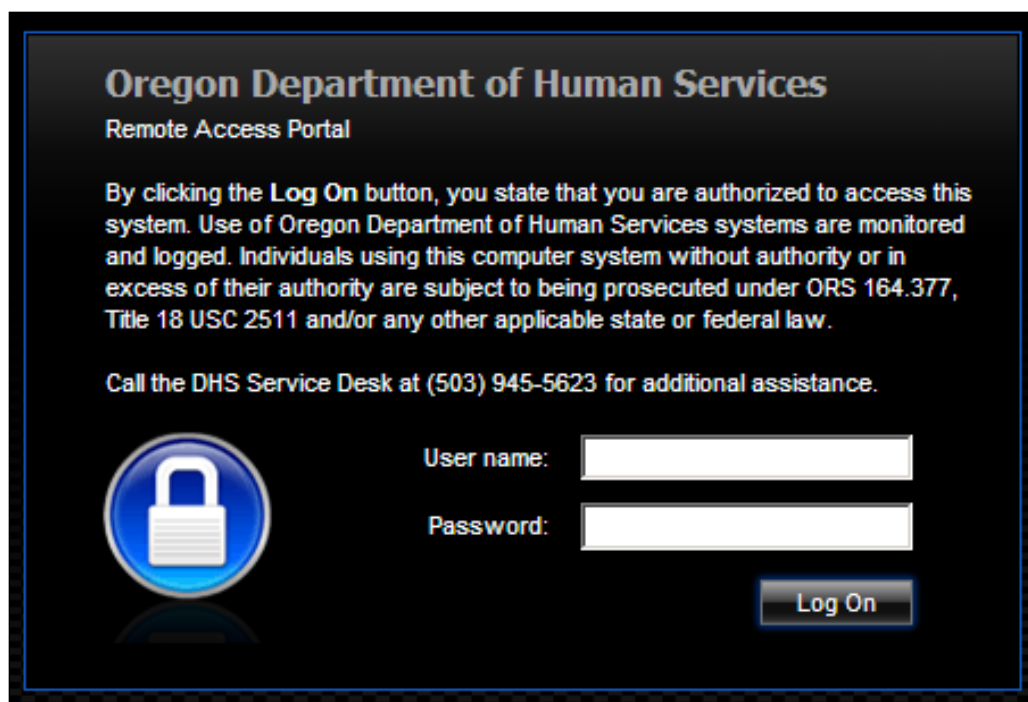 Oregon Department of Human Services
Remote Access Portal
By clicking the Log On button, you state that you are authorized to access this
system. Use of Oregon Department of Human Services systems are monitored
and logged. Individuals using this computer system without authority or in
excess of their authority are subject to being prosecuted under ORS 164.377,
Title 18 USC 2511 and/or any other applicable state or federal law.
Call the DHS Service Desk at (503) 945-5623 for additional assistance.
User name:
Password:
Log On